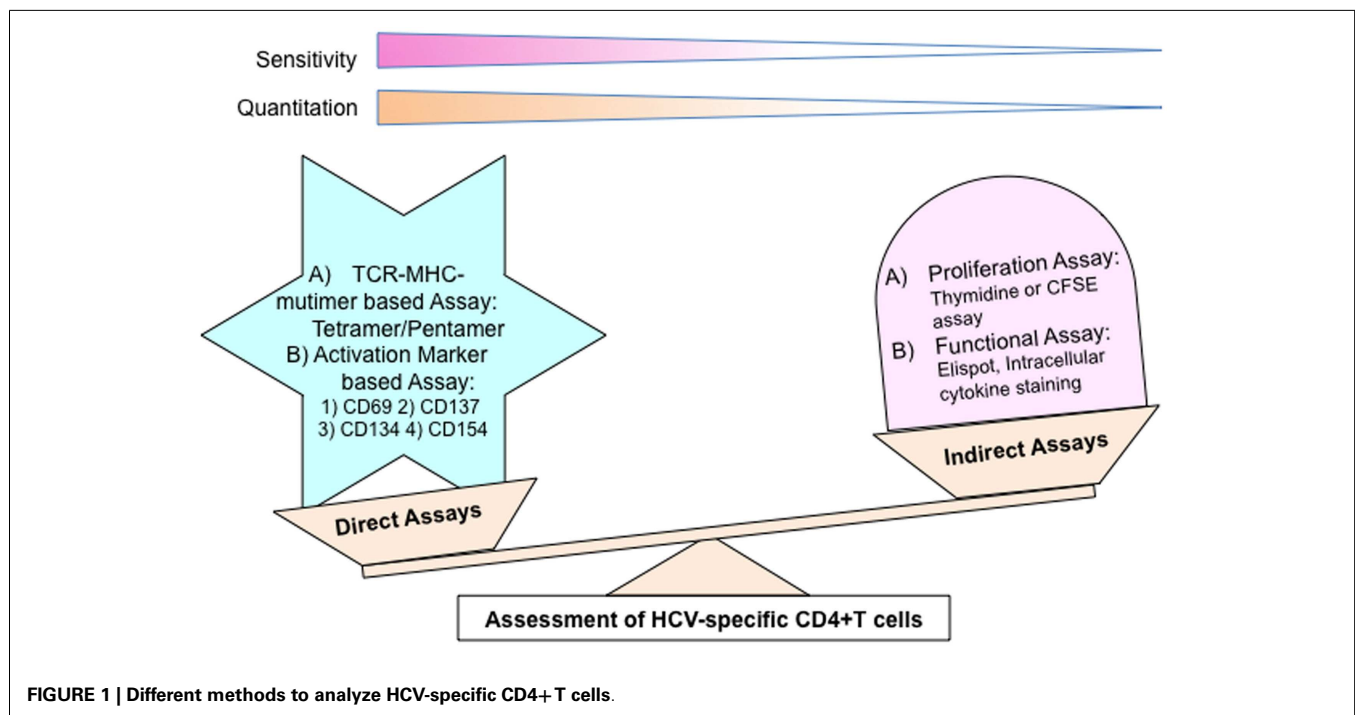 Sensitivity
Quantitation
A) TCR-MHC-
mutimer based Assay:
Tetramer/Pentamer
B) Activation Marker
based Assay:
1) CD69 2) CD137
3) CD134 4) CD154
Direct Assays
A) Proliferation Assay:
Thymidine or CFSE
assay
B) Functional Assay:
Elispot, Intracellular
cytokine staining
Indirect Assays
Assessment of HCV-specific CD4+T cells
FIGURE 1 | Different methods to analyze HCV-specific CD4+ T cells.